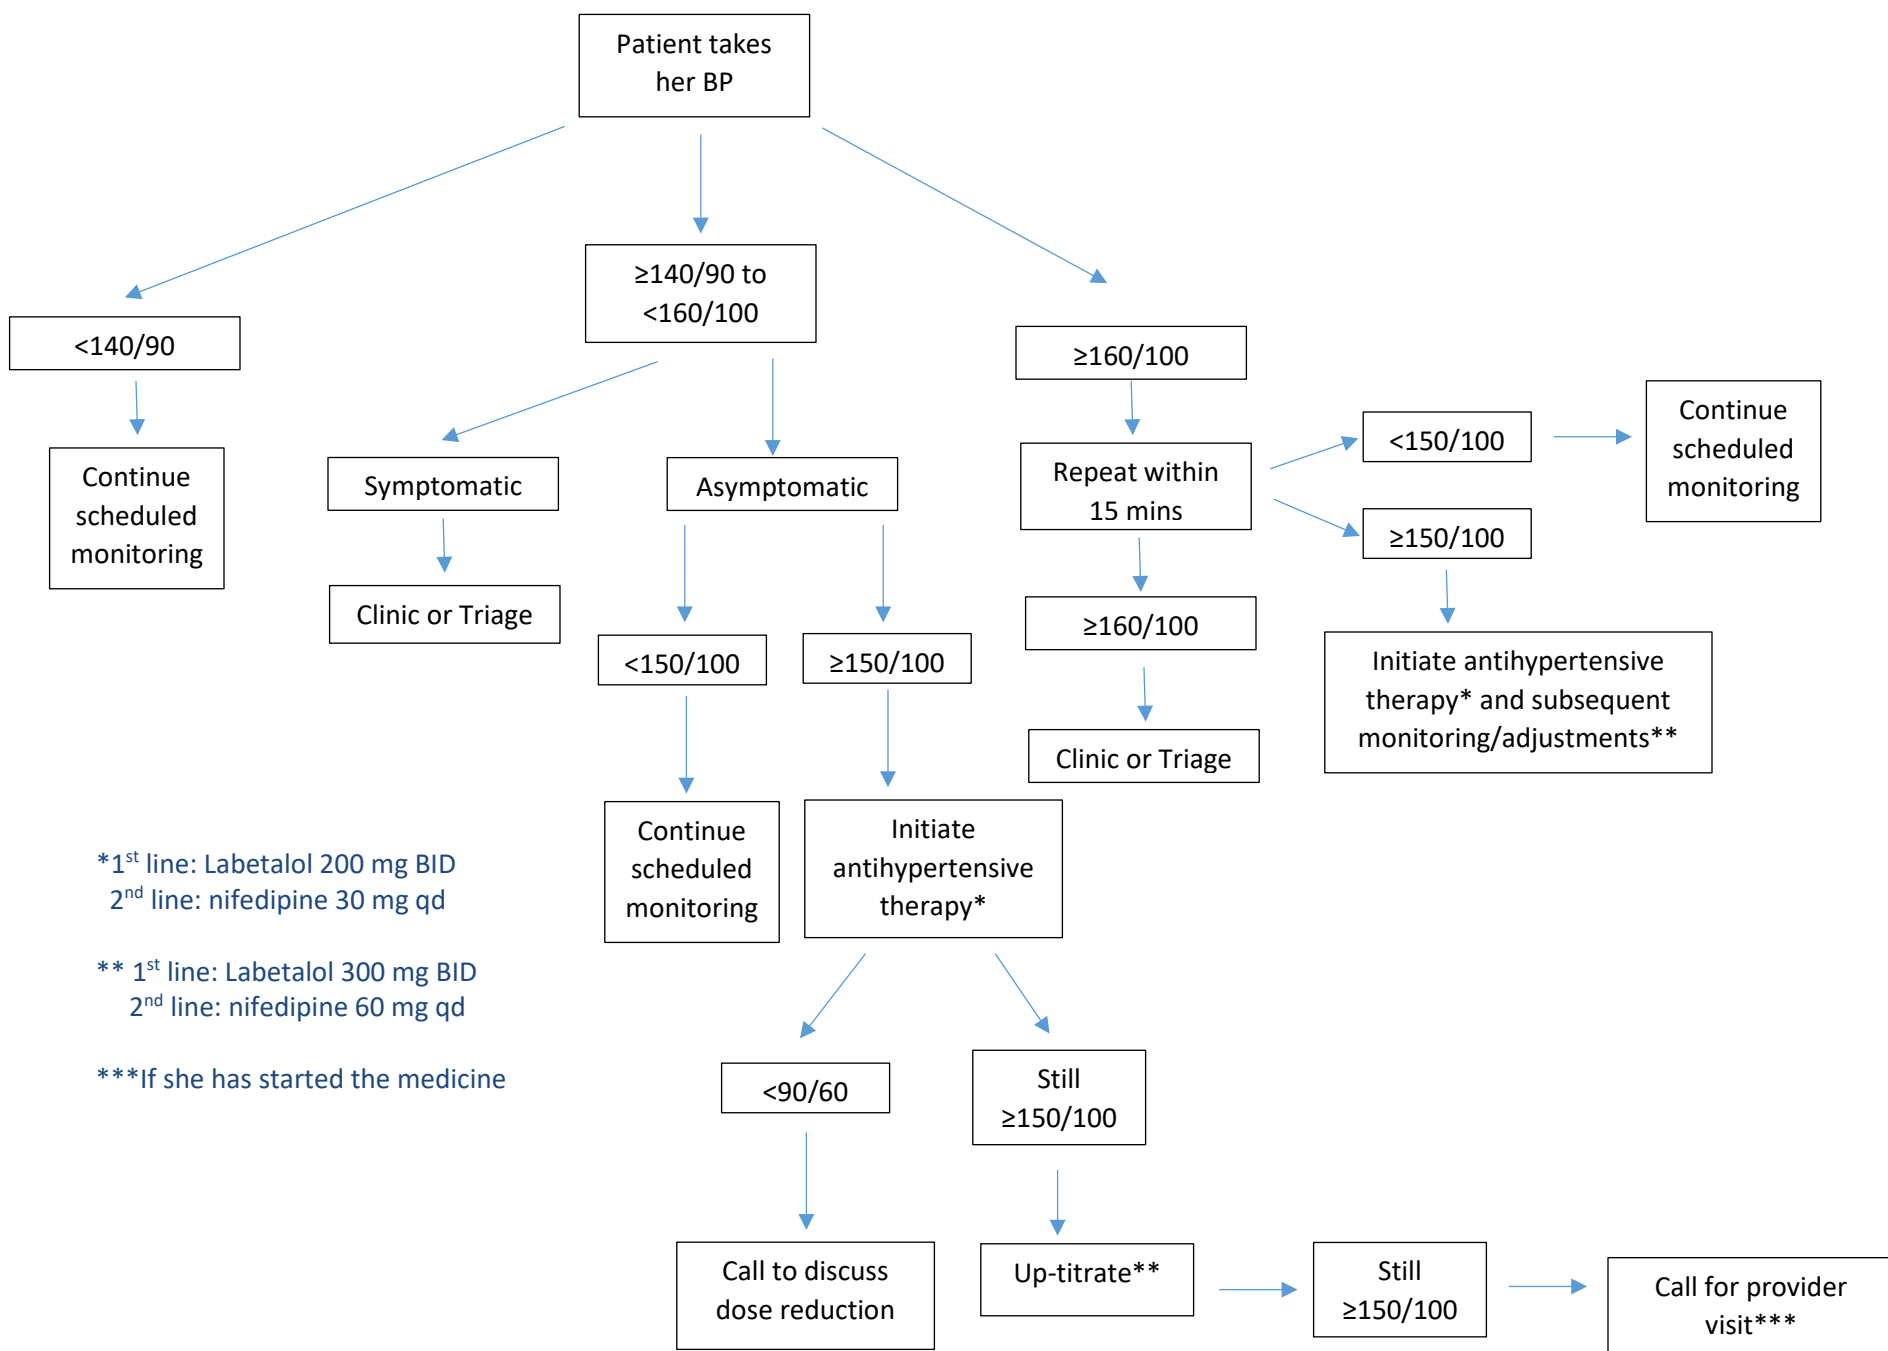 Patient takes
her BP
≥140/90 to
<160/100
<140/90
≥160/100
Continue
scheduled
monitoring
Symptomatic
Asymptomatic
Repeat within
15 mins
<150/100
Continue
scheduled
monitoring
≥150/100
Clinic or Triage
<150/100
≥150/100
≥160/100
Initiate antihypertensive
therapy* and subsequent
monitoring/adjustments**
Clinic or Triage
Continue
scheduled
monitoring
Initiate
antihypertensive
therapy*
*1st line: Labetalol 200 mg BID
2nd line: nifedipine 30 mg qd
** 1st line: Labetalol 300 mg BID
2nd line: nifedipine 60 mg qd
***If she has started the medicine
<90/60
Still
≥150/100
Call to discuss
dose reduction
Up-titrate**
Still
≥150/100
Call for provider
visit***